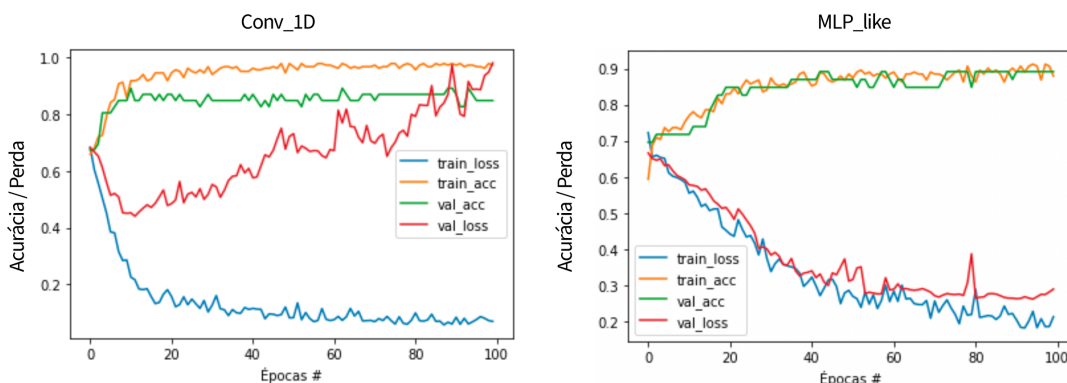 Conv_1D
Acurácia / Perda
1.0
0.8
0.6
0.4
0.2
train_loss
train_acc
val_acc
val_loss
0 20 40 60 80 100
Épocas #
MLP_like
Acurácia / Perda
0.9
0.8
0.7
0.6
0.5
0.4
0.3
0.2
train_loss
train_acc
val_acc
val_loss
0 20 40 60 80 100
Épocas #